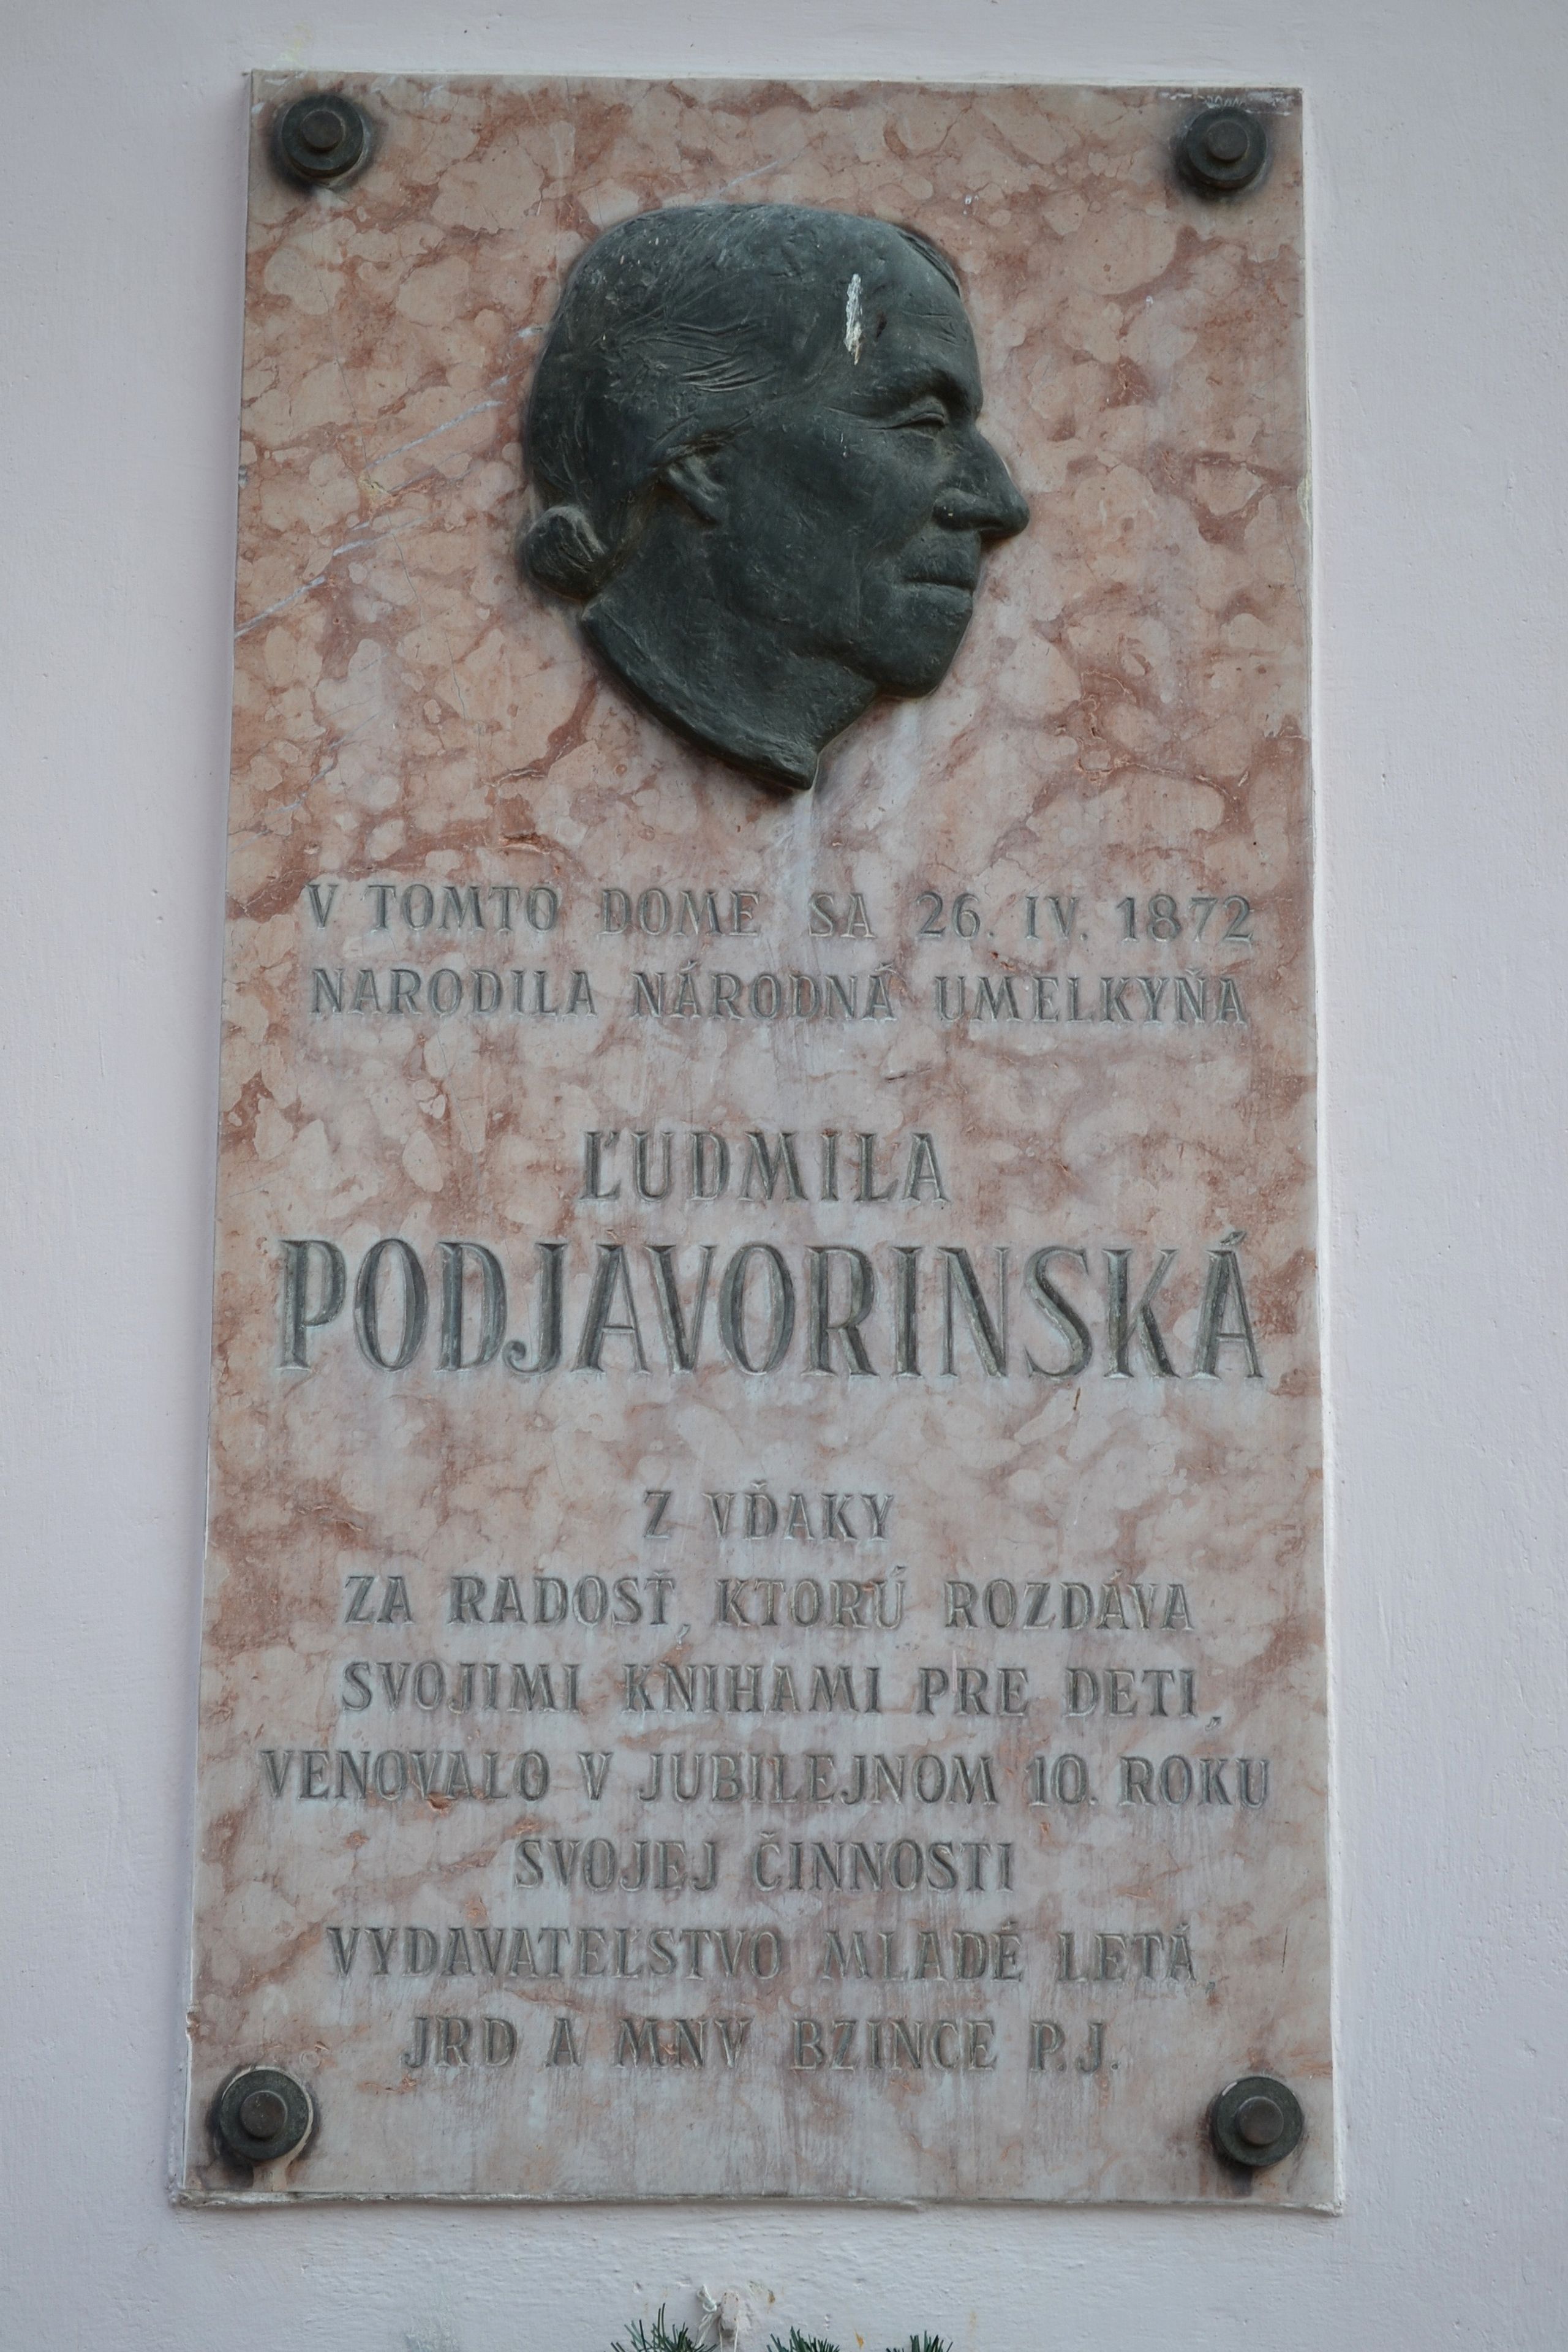 V TOMTO DOME SA 26. IV. 1872
NARODILA NÁRODNÁ UMELKYŇA
ĽUDMILA
PODJAVORINSKÁ
Z VĎAKY
ZA RADOSŤ, KTORÚ ROZDÁVA
SVOJIMI KNIHAMI PRE DETI,
VENOVALO V JUBILEJNOM 10. ROKU
SVOJEJ ČINNOSTI
VYDAVATEĽSTVO MLADÉ LETÁ,
JRD A MNV BZINCE P.J.